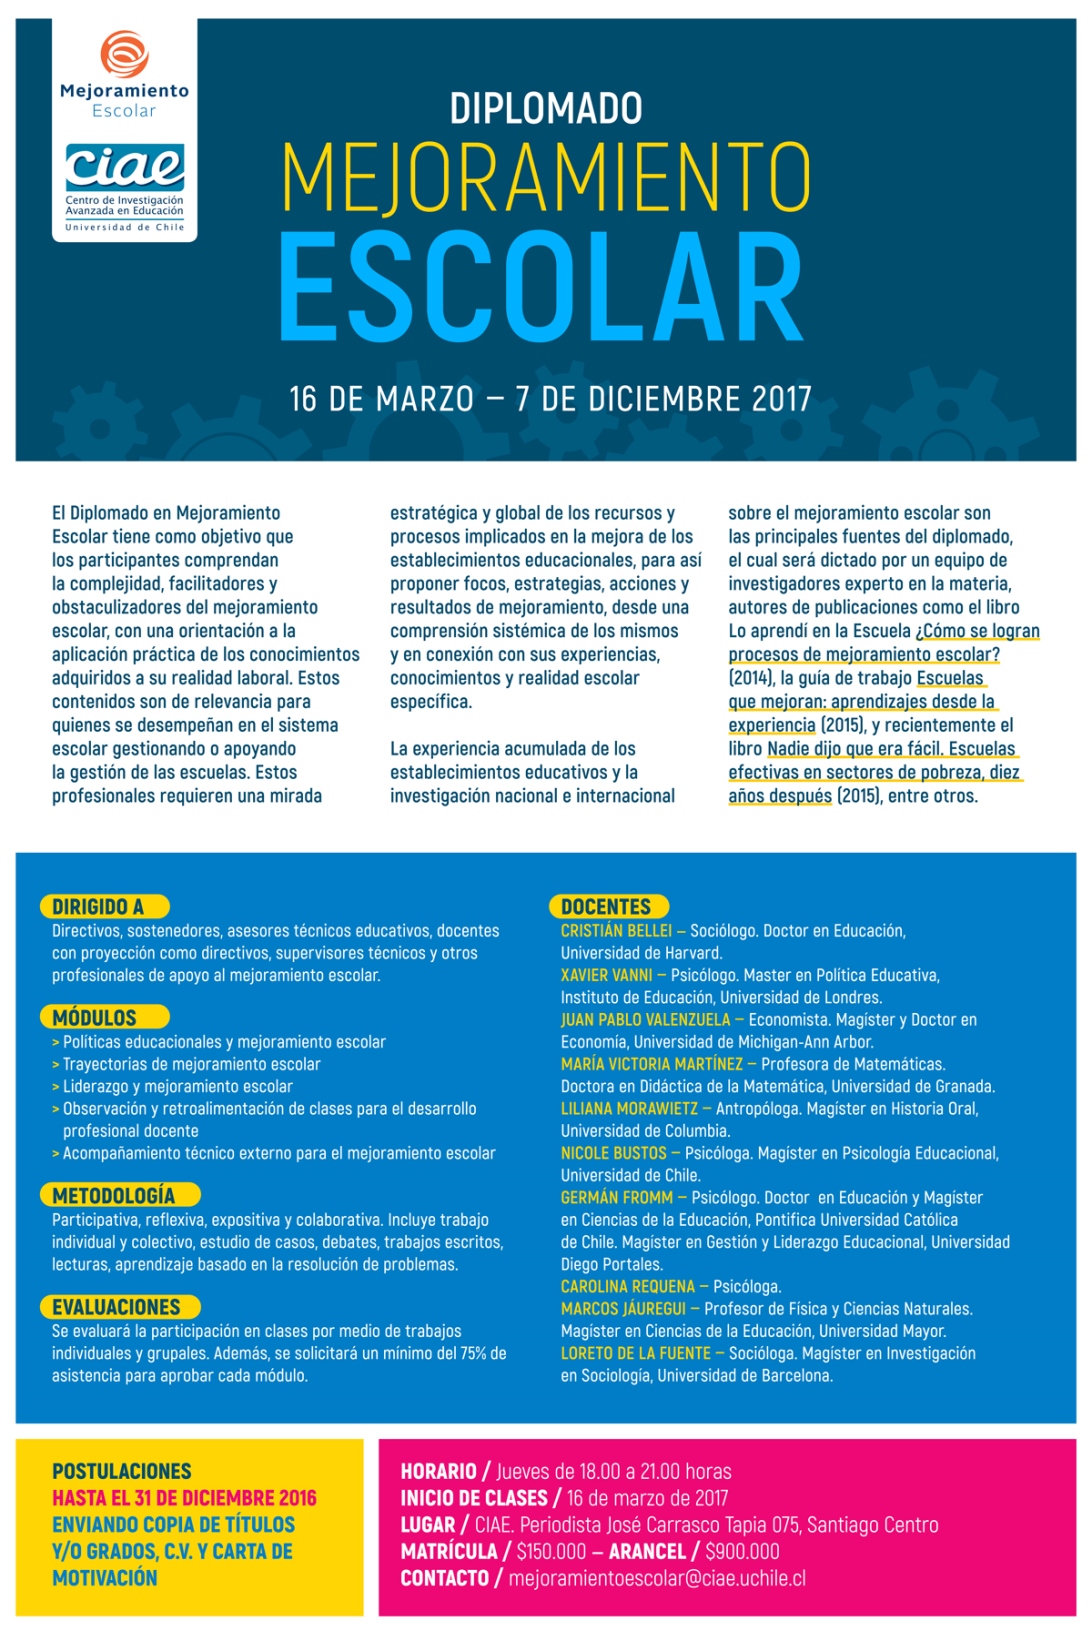 Mejoramiento
Escolar
ciae
Centro de Investigación
Avanzada en Educación
Universidad de Chile
DIPLOMADO
MEJORAMIENTO
ESCOLAR
16 DE MARZO – 7 DE DICIEMBRE 2017
El Diplomado en Mejoramiento
Escolar tiene como objetivo que
los participantes comprendan
la complejidad, facilitadores y
obstaculizadores del mejoramiento
escolar, con una orientación a la
aplicación práctica de los conocimientos
adquiridos a su realidad laboral. Estos
contenidos son de relevancia para
quienes se desempeñan en el sistema
escolar gestionando o apoyando
la gestión de las escuelas. Estos
profesionales requieren una mirada
estratégica y global de los recursos y
procesos implicados en la mejora de los
establecimientos educacionales, para así
proponer focos, estrategias, acciones y
resultados de mejoramiento, desde una
comprensión sistémica de los mismos
y en conexión con sus experiencias,
conocimientos y realidad escolar
específica.
La experiencia acumulada de los
establecimientos educativos y la
investigación nacional e internacional
sobre el mejoramiento escolar son
las principales fuentes del diplomado,
el cual será dictado por un equipo de
investigadores experto en la materia,
autores de publicaciones como el libro
Lo aprendí en la Escuela ¿Cómo se logran
procesos de mejoramiento escolar?
(2014), la guía de trabajo Escuelas
que mejoran: aprendizajes desde la
experiencia (2015), y recientemente el
libro Nadie dijo que era fácil. Escuelas
efectivas en sectores de pobreza, diez
años después (2015), entre otros.
DIRIGIDO A
Directivos, sostenedores, asesores técnicos educativos, docentes
con proyección como directivos, supervisores técnicos y otros
profesionales de apoyo al mejoramiento escolar.
MÓDULOS
> Políticas educacionales y mejoramiento escolar
> Trayectorias de mejoramiento escolar
> Liderazgo y mejoramiento escolar
> Observación y retroalimentación de clases para el desarrollo
profesional docente
> Acompañamiento técnico externo para el mejoramiento escolar
METODOLOGÍA
Participativa, reflexiva, expositiva y colaborativa. Incluye trabajo
individual y colectivo, estudio de casos, debates, trabajos escritos,
lecturas, aprendizaje basado en la resolución de problemas.
EVALUACIONES
Se evaluará la participación en clases por medio de trabajos
individuales y grupales. Además, se solicitará un mínimo del 75% de
asistencia para aprobar cada módulo.
DOCENTES
CRISTIÁN BELLEI – Sociólogo. Doctor en Educación,
Universidad de Harvard.
XAVIER VANNI – Psicólogo. Master en Política Educativa,
Instituto de Educación, Universidad de Londres.
JUAN PABLO VALENZUELA – Economista. Magíster y Doctor en
Economía, Universidad de Michigan-Ann Arbor.
MARÍA VICTORIA MARTÍNEZ – Profesora de Matemáticas.
Doctora en Didáctica de la Matemática, Universidad de Granada.
LILIANA MORAWIETZ – Antropóloga. Magíster en Historia Oral,
Universidad de Columbia.
NICOLE BUSTOS – Psicóloga. Magíster en Psicología Educacional,
Universidad de Chile.
GERMÁN FROMM – Psicólogo. Doctor en Educación y Magíster
en Ciencias de la Educación, Pontifica Universidad Católica
de Chile. Magíster en Gestión y Liderazgo Educacional, Universidad
Diego Portales.
CAROLINA REQUENA – Psicóloga.
MARCOS JÁUREGUI – Profesor de Física y Ciencias Naturales.
Magíster en Ciencias de la Educación, Universidad Mayor.
LORETO DE LA FUENTE – Socióloga. Magíster en Investigación
en Sociología, Universidad de Barcelona.
POSTULACIONES
HASTA EL 31 DE DICIEMBRE 2016
ENVIANDO COPIA DE TÍTULOS
Y/O GRADOS, C.V. Y CARTA DE
MOTIVACIÓN
HORARIO / Jueves de 18.00 a 21.00 horas
INICIO DE CLASES / 16 de marzo de 2017
LUGAR / CIAE. Periodista José Carrasco Tapia 075, Santiago Centro
MATRÍCULA / $150.000 – ARANCEL / $900.000
CONTACTO / mejoramientoescolar@ciae.uchile.cl